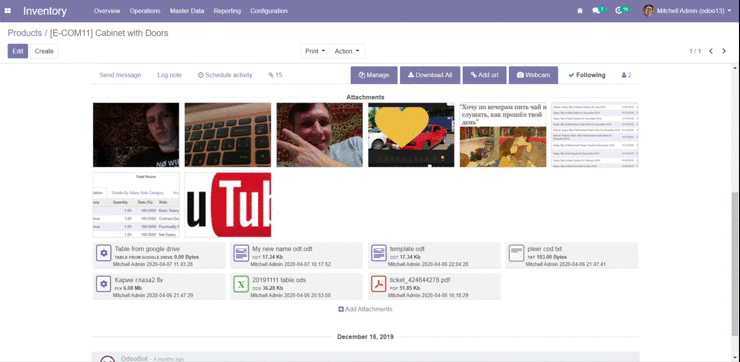 Inventory
Overview Operations Master Data Reporting Configuration
Mitchell Admin (odoo13)
Products / [E-COM11] Cabinet with Doors
Edit Create
Print Action
1 / 1
Send message Log note Schedule activity 15
Manage Download All Add url Webcam Following 2
Attachments
"Хочу по вечерам пить чай и
слушать, как прошёл твой
день"
Quantity Rate (%)
u Tub
Table from google drive
TABLE FROM GOOGLE DRIVE 0.00 Bytes
Mitchell Admin 2020-04-07 11:43:26
My new name odt.odt
ODT 17.34 Kb
Mitchell Admin 2020-04-07 10:17:52
template.odt
ODT 17.34 Kb
Mitchell Admin 2020-04-06 22:04:28
pleer cod.txt
TXT 103.00 Bytes
Mitchell Admin 2020-04-06 21:47:41
Карие глаза2.flv
FLV 6.08 Mb
Mitchell Admin 2020-04-06 21:47:29
20191111 table.ods
ODS 36.28 Kb
Mitchell Admin 2020-04-06 20:53:08
ticket_424644278.pdf
PDF 51.85 Kb
Mitchell Admin 2020-04-06 16:18:29
Add Attachments
December 16, 2019
OdooBot - 4 months ago